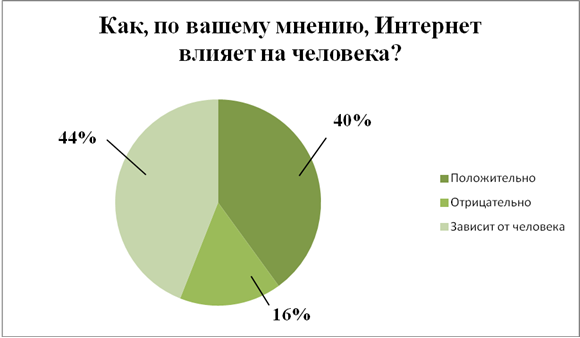 Как, по вашему мнению, Интернет
влияет на человека?
44%
40%
16%
Положительно
Отрицательно
Зависит от человека